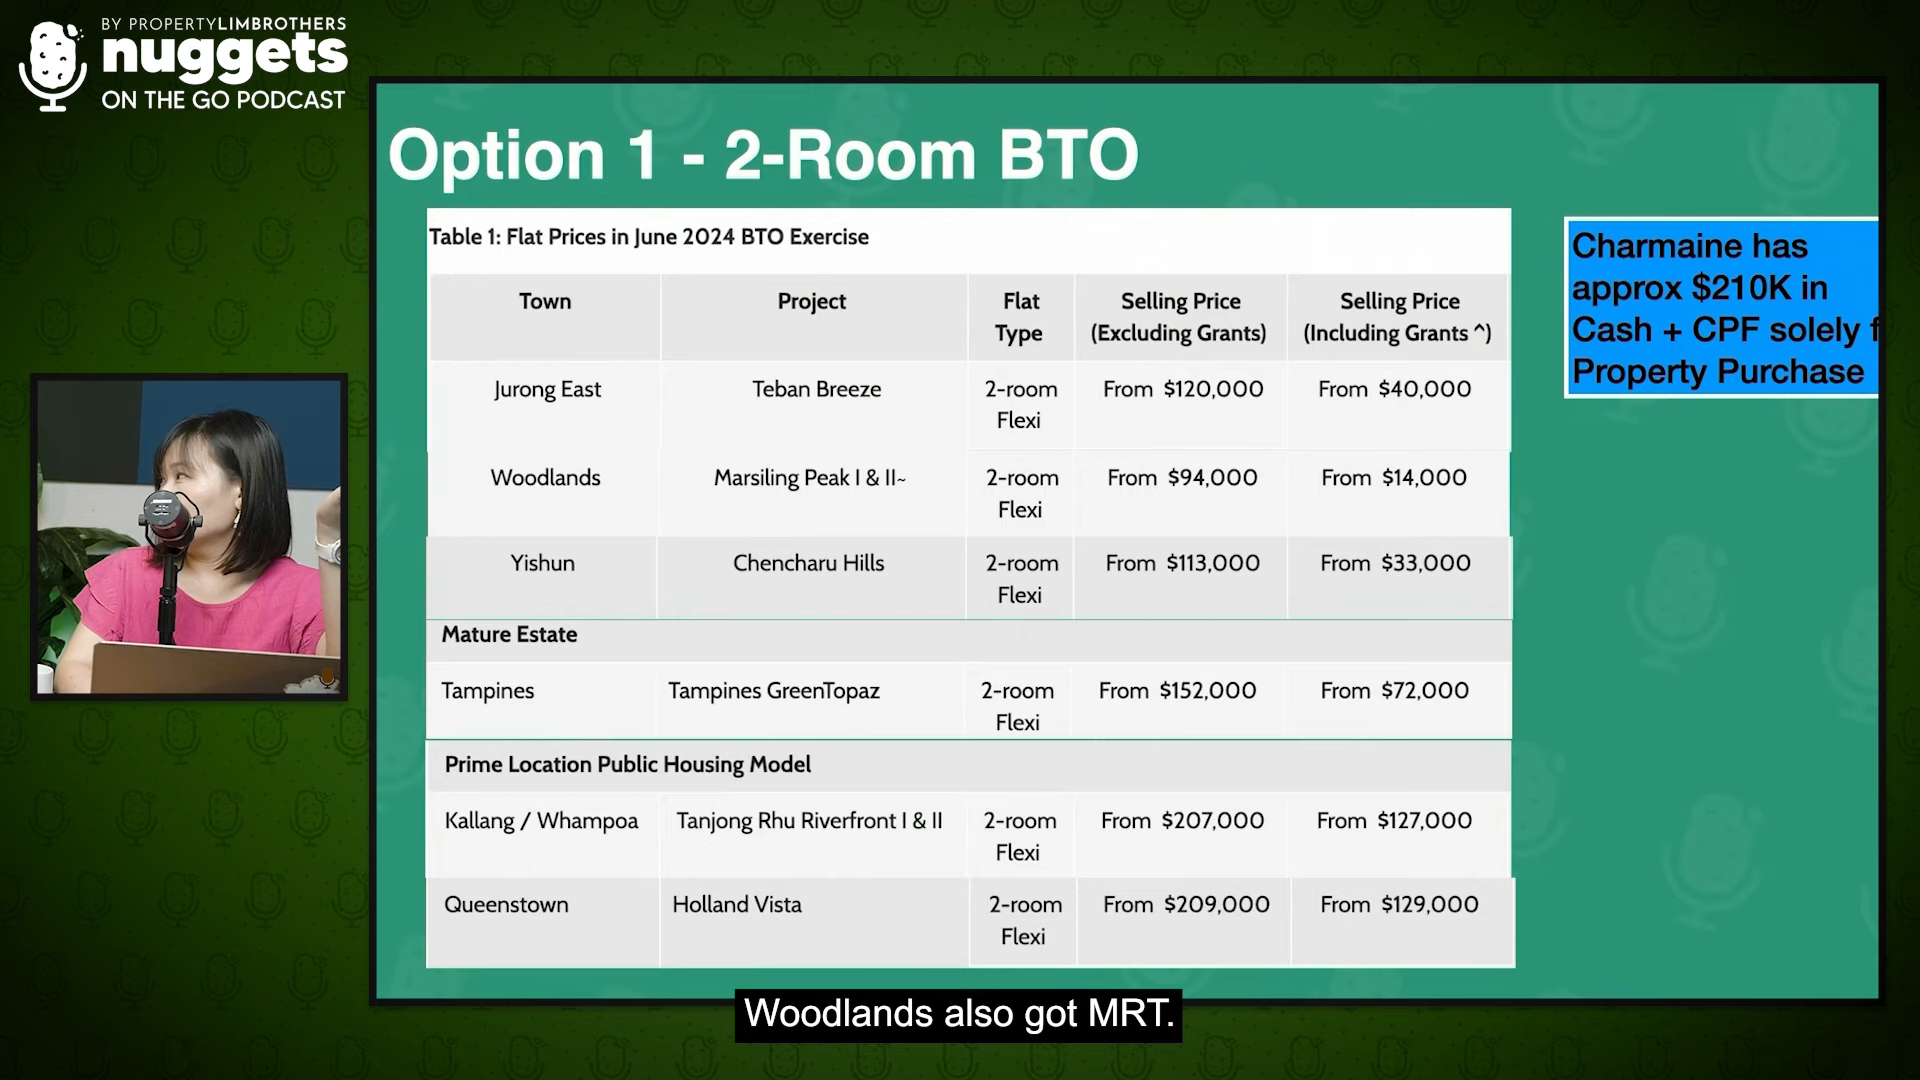 BY PROPERTYLIMBROTHERS
nuggets
ON THE GO PODCAST
Option 1 - 2-Room BTO
Table 1: Flat Prices in June 2024 BTO Exercise
Town Project Flat Type Selling Price (Excluding Grants) Selling Price (Including Grants ^)
Jurong East Teban Breeze 2-room Flexi From $120,000 From $40,000
Woodlands Marsiling Peak I & II~ 2-room Flexi From $94,000 From $14,000
Yishun Chencharu Hills 2-room Flexi From $113,000 From $33,000
Mature Estate
Tampines Tampines GreenTopaz 2-room Flexi From $152,000 From $72,000
Prime Location Public Housing Model
Kallang / Whampoa Tanjong Rhu Riverfront I & II 2-room Flexi From $207,000 From $127,000
Queenstown Holland Vista 2-room Flexi From $209,000 From $129,000
Charmaine has
approx $210K in
Cash + CPF solely
Property Purchase
Woodlands also got MRT.